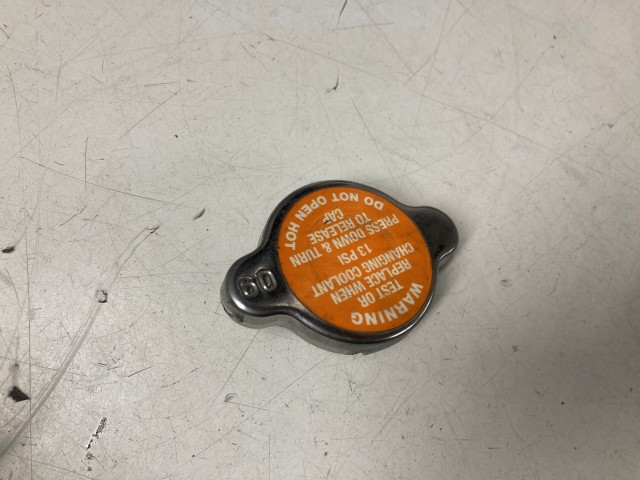 WARNING
TEST OR
REPLACE WHEN
CHANGING COOLANT
13 PSI
PRESS DOWN & TURN
TO RELEASE
CAP
DO NOT OPEN HOT
09